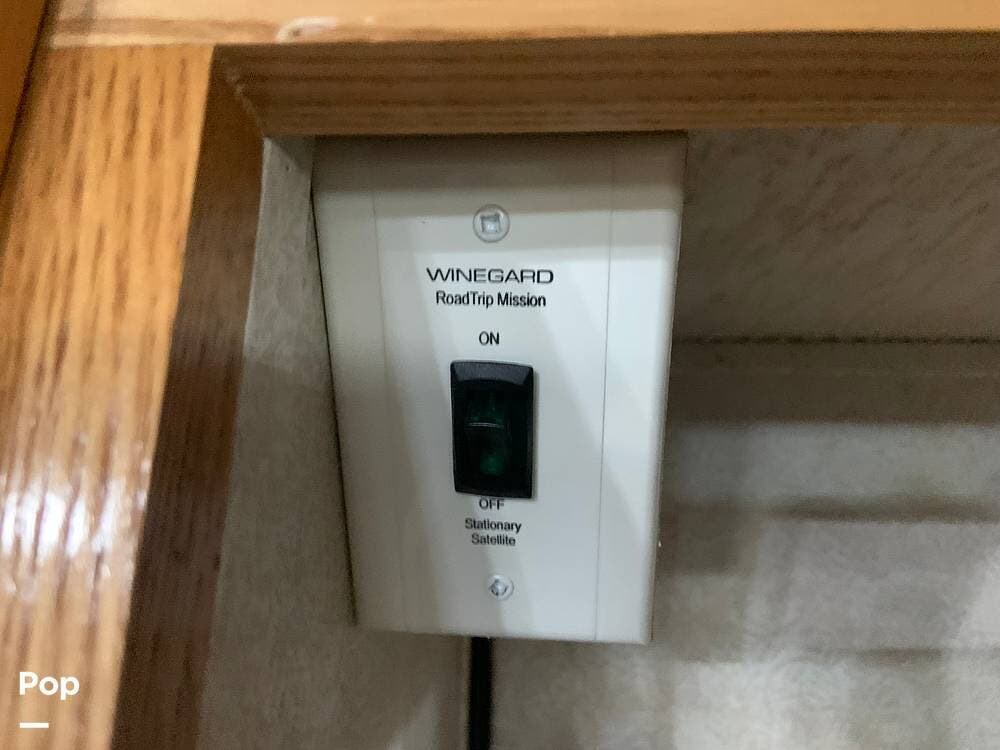 WINEGARD
RoadTrip Mission
ON
OFF
Stationary
Satellite
Pop